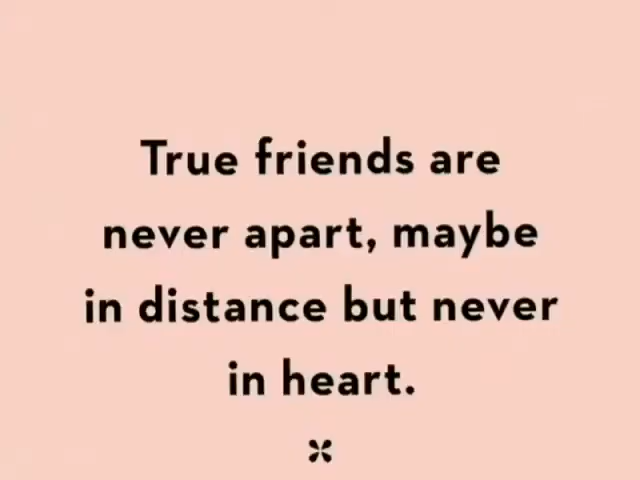 True friends are
never apart, maybe
in distance but never
in heart.